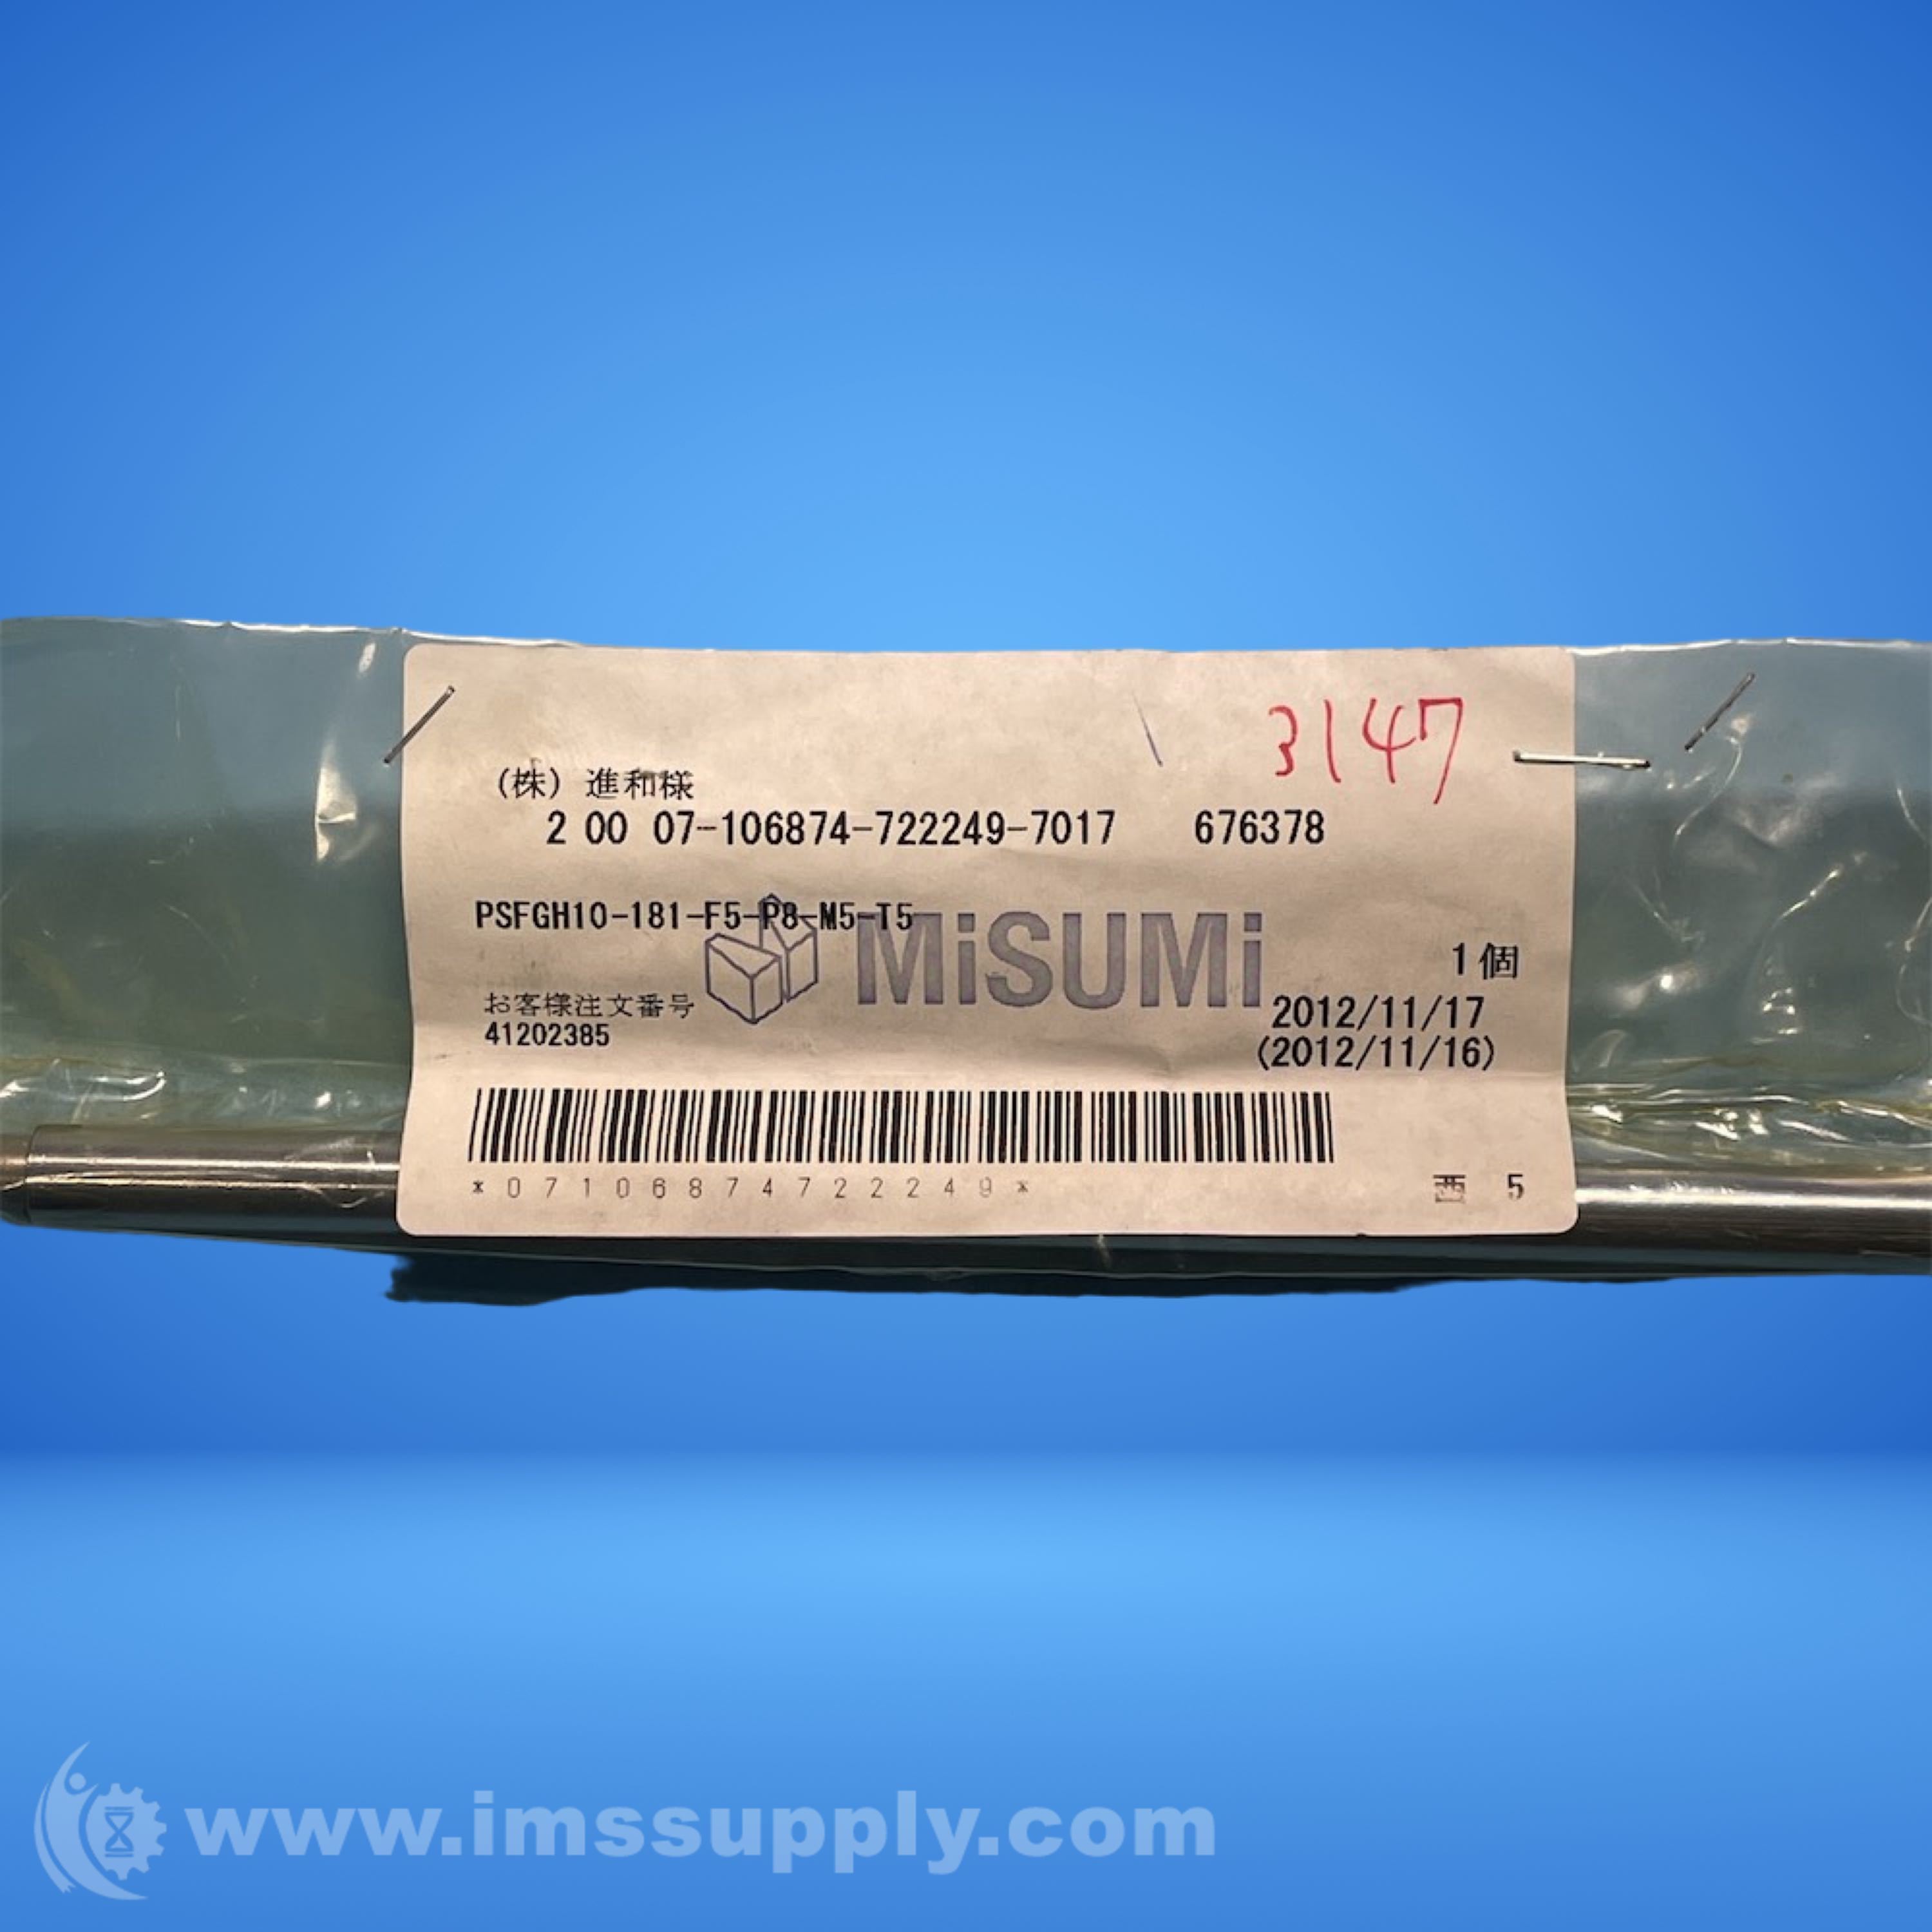 3147
(株) 進和様
2 00 07-106874-722249-7017 676378
PSFGH10-181-F5-P8-M5-T5
MiSUMi
1個
お客様注文番号
2012/11/17
41202385
(2012/11/16)
*07106874722249*
西 5
www.imssupply.com